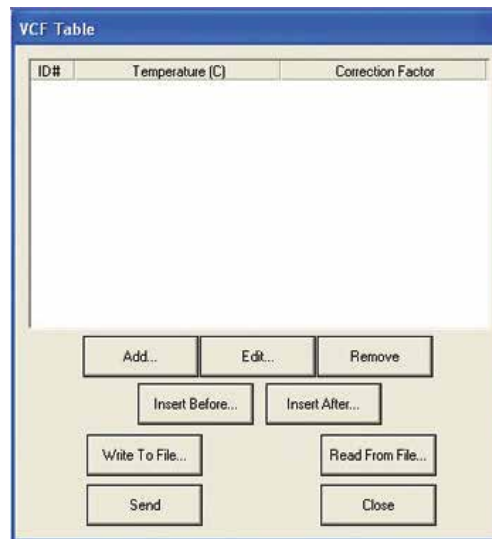 VCF Table
ID# Temperature (C) Correction Factor
Add... Edit... Remove
Insert Before... Insert After...
Write To File... Read From File...
Send Close